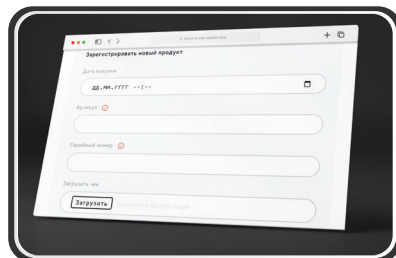 Зарегистрировать новый продукт
Дата покупки
ДД.ММ.ГГГГ --:--
Артикул
Серийный номер
Загрузить чек
Загрузить